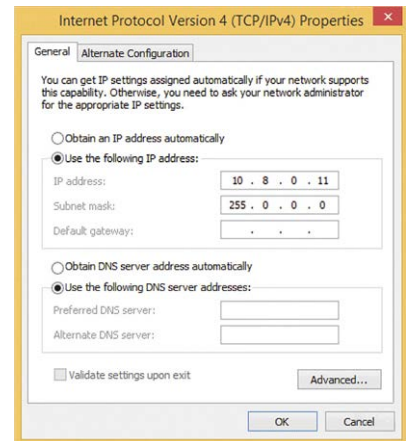 Internet Protocol Version 4 (TCP/IPv4) Properties
General Alternate Configuration
You can get IP settings assigned automatically if your network supports
this capability. Otherwise, you need to ask your network administrator
for the appropriate IP settings.
Obtain an IP address automatically
Use the following IP address:
IP address: 10 . 8 . 0 . 11
Subnet mask: 255 . 0 . 0 . 0
Default gateway: . . .
Obtain DNS server address automatically
Use the following DNS server addresses:
Preferred DNS server:
Alternate DNS server:
Validate settings upon exit
Advanced...
OK Cancel